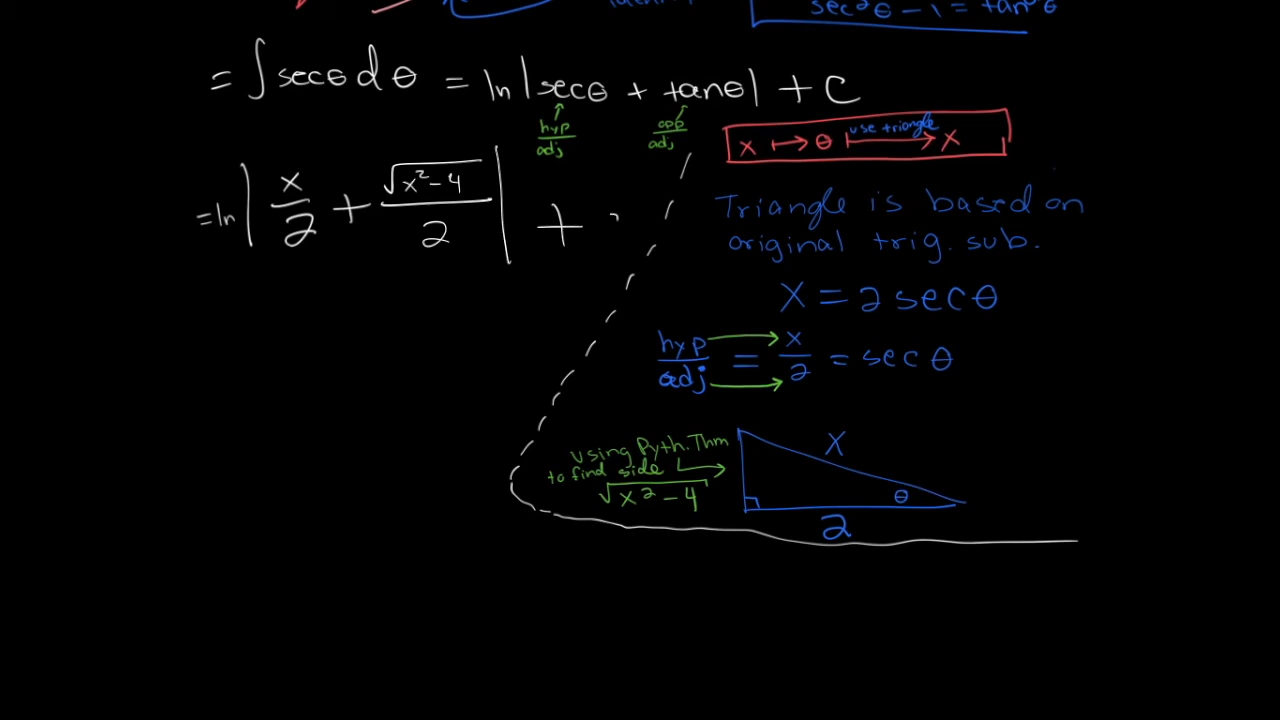 sec²θ - 1 = tan²θ
= ∫ secθ dθ = ln |secθ + tanθ| + C
hyp/adj opp/adj
x ↦ θ use triangle ↦ x
= ln | x/2 + √(x²-4)/2 | +
Triangle is based on
original trig. sub.
x = 2 sec θ
hyp/adj = x/2 = sec θ
using Pyth. Thm
to find side
√(x²-4)
x
θ
2